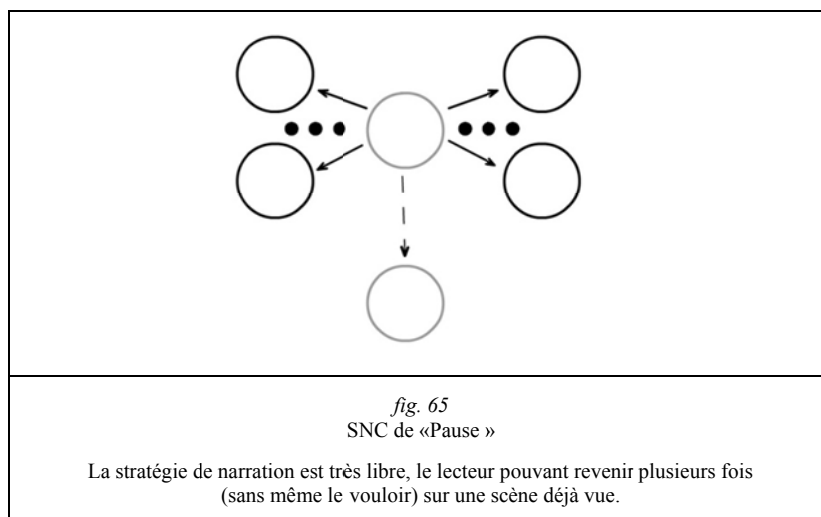 fig. 65
SNC de «Pause »
La stratégie de narration est très libre, le lecteur pouvant revenir plusieurs fois
(sans même le vouloir) sur une scène déjà vue.